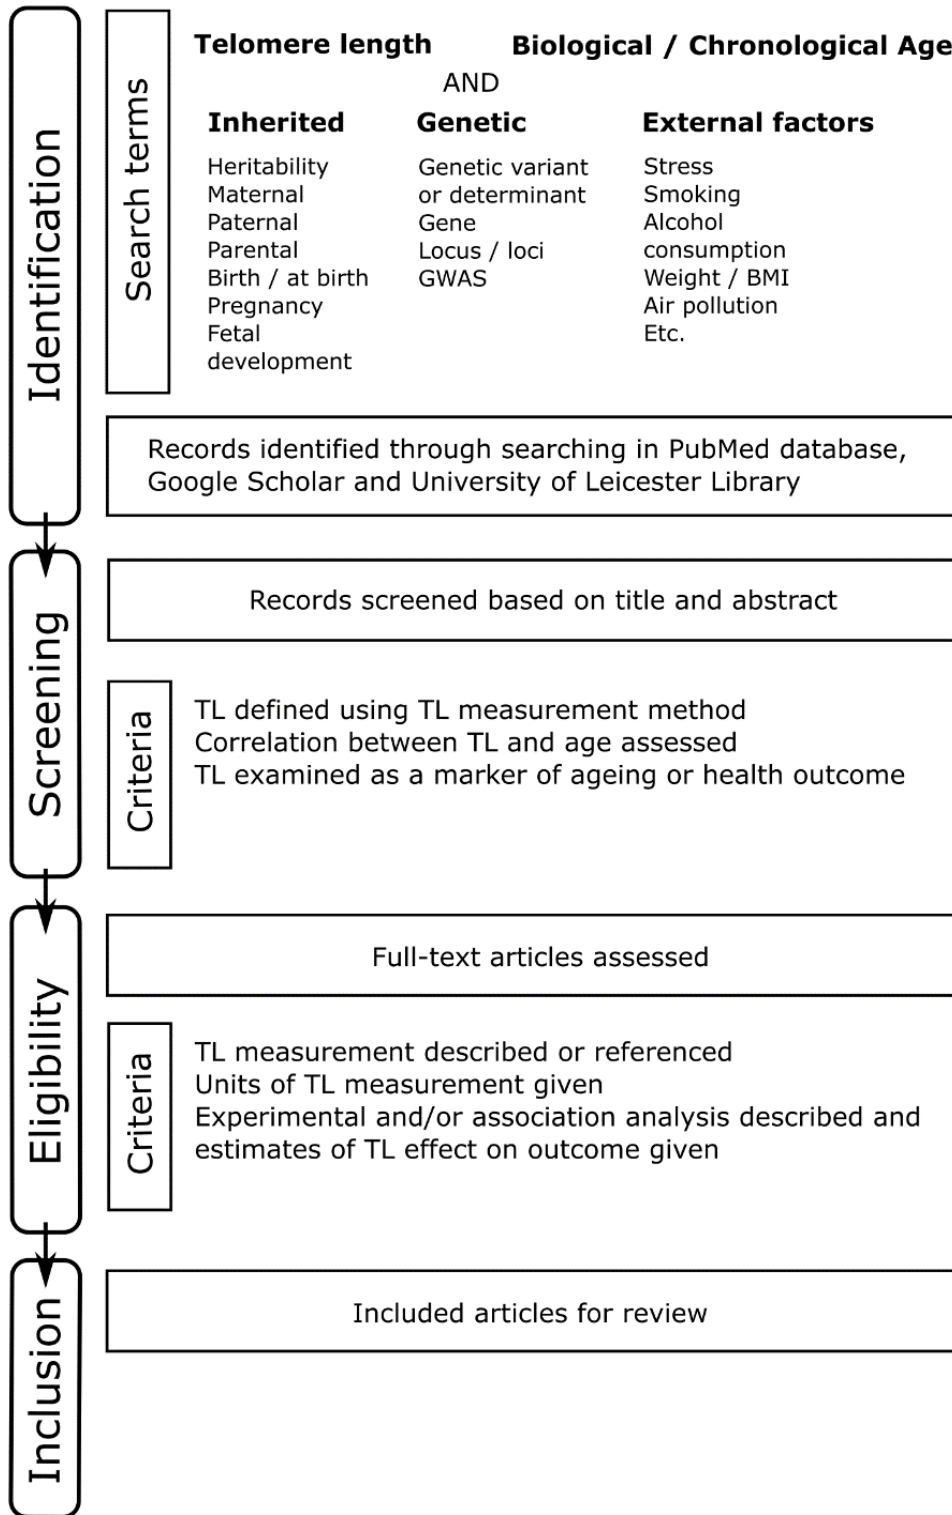 Identification
Search terms
Telomere length Biological / Chronological Age
AND
Inherited Genetic External factors
Heritability
Maternal
Paternal
Parental
Birth / at birth
Pregnancy
Fetal
development
Genetic variant
or determinant
Gene
Locus / loci
GWAS
Stress
Smoking
Alcohol
consumption
Weight / BMI
Air pollution
Etc.
Records identified through searching in PubMed database,
Google Scholar and University of Leicester Library
Screening
Records screened based on title and abstract
Criteria
TL defined using TL measurement method
Correlation between TL and age assessed
TL examined as a marker of ageing or health outcome
Eligibility
Full-text articles assessed
Criteria
TL measurement described or referenced
Units of TL measurement given
Experimental and/or association analysis described and
estimates of TL effect on outcome given
Inclusion
Included articles for review